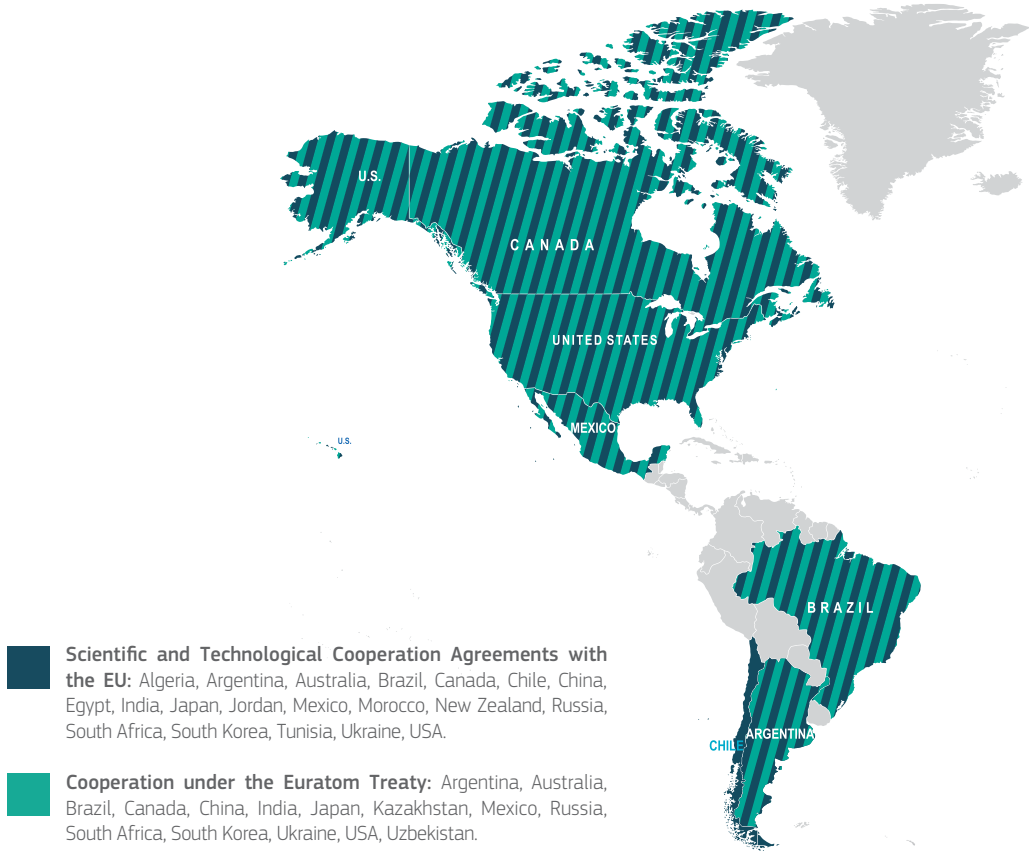 U.S.
CANADA
UNITED STATES
MEXICO
U.S.
BRAZIL
ARGENTINA
CHILE
Scientific and Technological Cooperation Agreements with
the EU: Algeria, Argentina, Australia, Brazil, Canada, Chile, China,
Egypt, India, Japan, Jordan, Mexico, Morocco, New Zealand, Russia,
South Africa, South Korea, Tunisia, Ukraine, USA.
Cooperation under the Euratom Treaty: Argentina, Australia,
Brazil, Canada, China, India, Japan, Kazakhstan, Mexico, Russia,
South Africa, South Korea, Ukraine, USA, Uzbekistan.